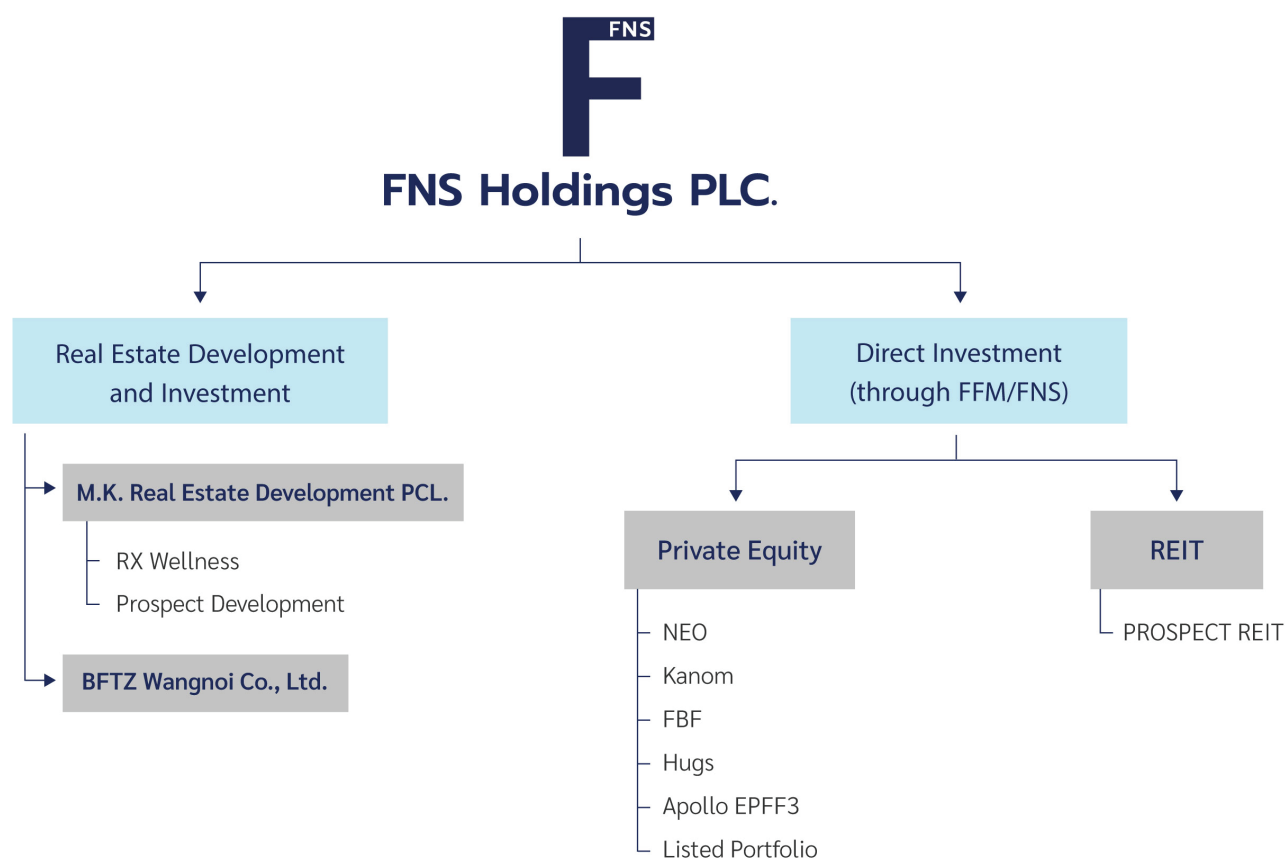 FNS
F
FNS Holdings PLC.
Real Estate Development
and Investment
M.K. Real Estate Development PCL.
RX Wellness
Prospect Development
BFTZ Wangnoi Co., Ltd.
Direct Investment
(through FFM/FNS)
Private Equity
NEO
Kanom
FBF
Hugs
Apollo EPFF3
Listed Portfolio
REIT
PROSPECT REIT